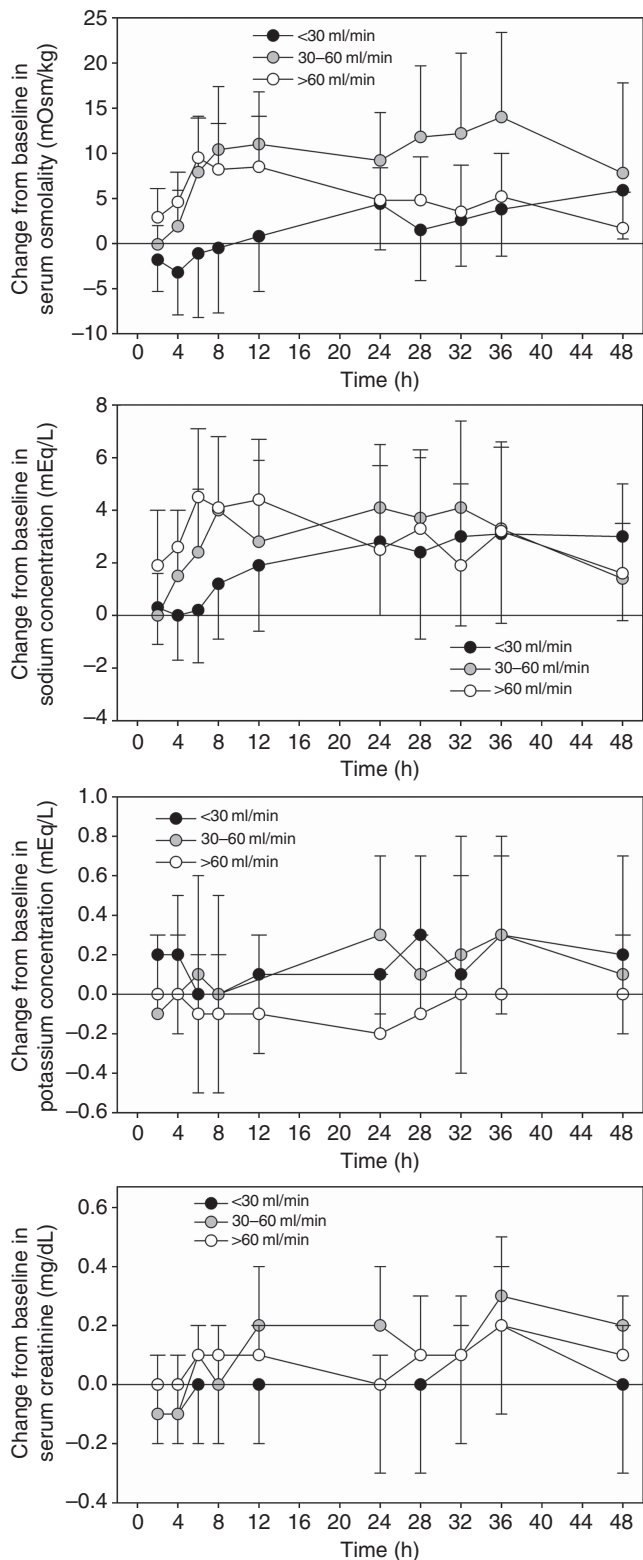 Change from baseline in
serum osmolality (mOsm/kg)
25
20
15
10
5
0
−5
−10
<30 ml/min
30–60 ml/min
>60 ml/min
0 4 8 12 16 20 24 28 32 36 40 44 48
Time (h)
Change from baseline in
sodium concentration (mEq/L)
8
6
4
2
0
−2
−4
<30 ml/min
30–60 ml/min
>60 ml/min
0 4 8 12 16 20 24 28 32 36 40 44 48
Time (h)
Change from baseline in
potassium concentration (mEq/L)
1.0
0.8
0.6
0.4
0.2
0.0
−0.2
−0.4
−0.6
<30 ml/min
30–60 ml/min
>60 ml/min
0 4 8 12 16 20 24 28 32 36 40 44 48
Time (h)
Change from baseline in
serum creatinine (mg/dL)
0.6
0.4
0.2
0.0
−0.2
−0.4
<30 ml/min
30–60 ml/min
>60 ml/min
0 4 8 12 16 20 24 28 32 36 40 44 48
Time (h)